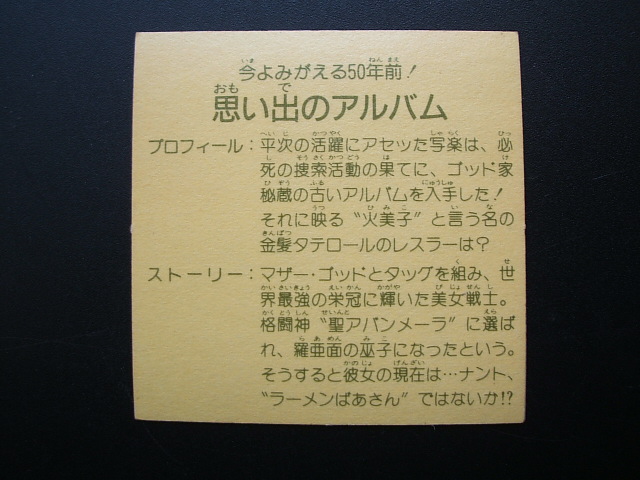 今よみがえる50年前!
思い出のアルバム
プロフィール：平次の活躍にアセッた写楽は、必
死の捜索活動の果てに、ゴッド家
秘蔵の古いアルバムを入手した!
それに映る“火美子”と言う名の
金髪タテロールのレスラーは?
ストーリー：マザー・ゴッドとタッグを組み、世
界最強の栄冠に輝いた美女戦士。
格闘神“聖アバンメーラ”に選ば
れ、羅亜面の巫子になったという。
そうすると彼女の現在は…ナント、
“ラーメンばあさん”ではないか!?